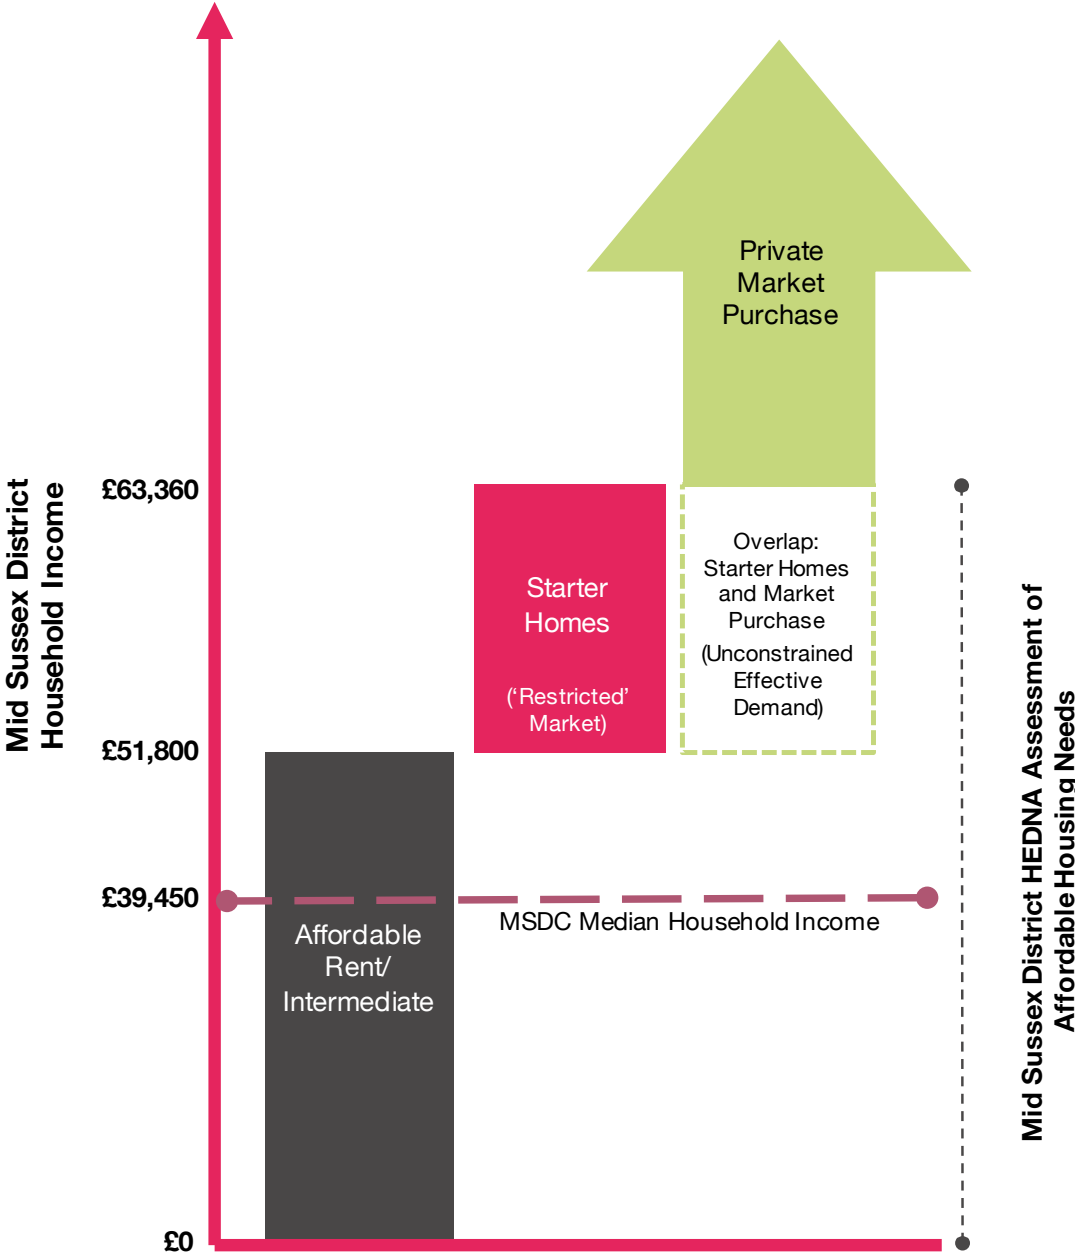 Mid Sussex District
Household Income
£63,360
£51,800
£39,450
£0
Affordable
Rent/
Intermediate
Starter
Homes
(‘Restricted’
Market)
Private
Market
Purchase
Overlap:
Starter Homes
and Market
Purchase
(Unconstrained
Effective
Demand)
MSDC Median Household Income
Mid Sussex District HEDNA Assessment of
Affordable Housing Needs